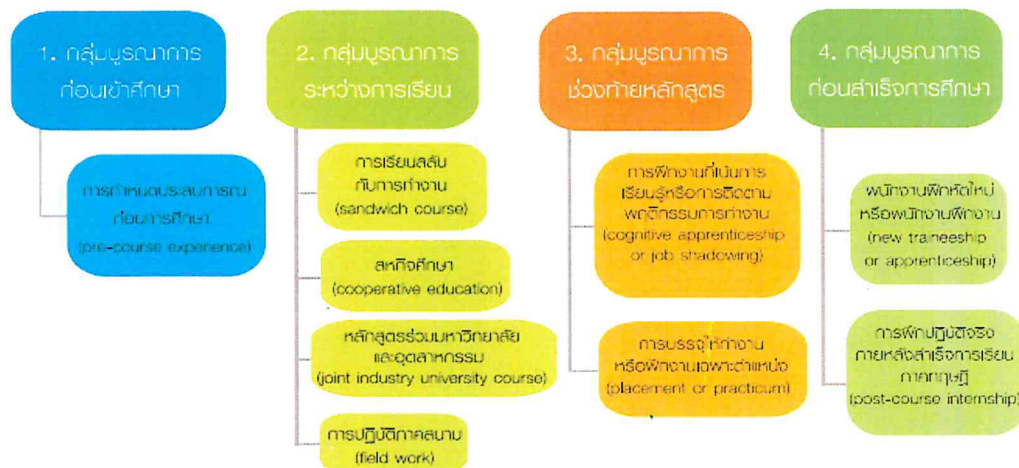 1. กลุ่มบูรณาการ
ก่อนเข้าศึกษา
การกำหนดประสบการณ์
ก่อนการศึกษา
(pre-course experience)
2. กลุ่มบูรณาการ
ระหว่างการเรียน
การเรียนสลับ
กับการทำงาน
(sandwich course)
สหกิจศึกษา
(cooperative education)
หลักสูตรร่วมมหาวิทยาลัย
และอุตสาหกรรม
(joint industry university course)
การปฏิบัติภาคสนาม
(field work)
3. กลุ่มบูรณาการ
ช่วงท้ายหลักสูตร
การฝึกงานที่เน้นการ
เรียนรู้หรือการติดตาม
พฤติกรรมการทำงาน
(cognitive apprenticeship
or job shadowing)
การบรรจุให้ทำงาน
หรือฝึกงานเฉพาะตำแหน่ง
(placement or practicum)
4. กลุ่มบูรณาการ
ก่อนสำเร็จการศึกษา
พนักงานฝึกหัดใหม่
หรือพนักงานฝึกงาน
(new traineeship
or apprenticeship)
การฝึกปฏิบัติจริง
ภายหลังสำเร็จการเรียน
ภาคทฤษฎี
(post-course internship)